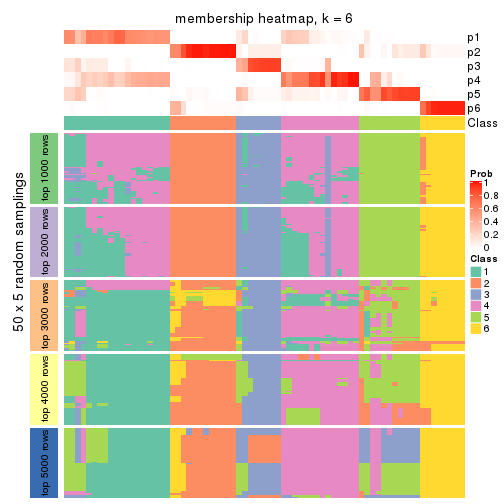 membership heatmap, k = 6
p1
p2
p3
p4
p5
p6
Class
50 x 5 random samplings
top 1000 rows
top 2000 rows
top 3000 rows
top 4000 rows
top 5000 rows
Prob
1
0.8
0.6
0.4
0.2
0
Class
1
2
3
4
5
6